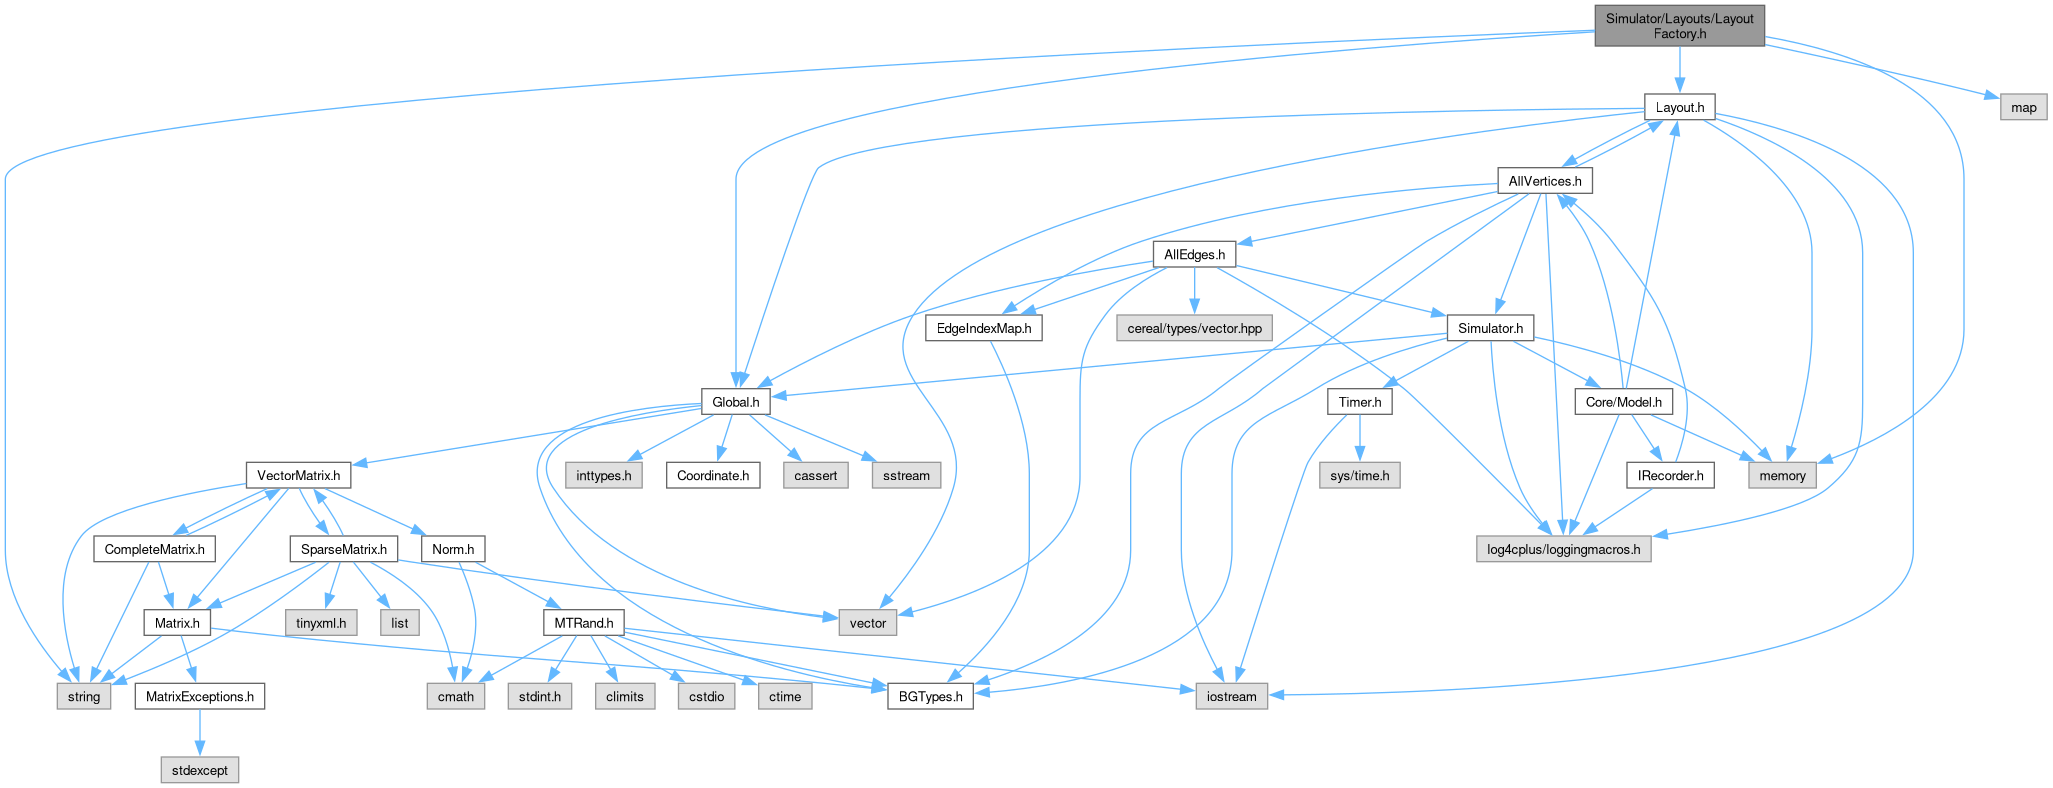 Simulator/Layouts/Layout
Factory.h
Layout.h
map
AllVertices.h
AllEdges.h
EdgeIndexMap.h
cereal/types/vector.hpp
Simulator.h
Global.h
Timer.h
Core/Model.h
VectorMatrix.h
inttypes.h
Coordinate.h
cassert
sstream
sys/time.h
IRecorder.h
memory
CompleteMatrix.h
SparseMatrix.h
Norm.h
log4cplus/loggingmacros.h
Matrix.h
tinyxml.h
list
MTRand.h
vector
string
MatrixExceptions.h
cmath
stdint.h
climits
cstdio
ctime
BGTypes.h
iostream
stdexcept